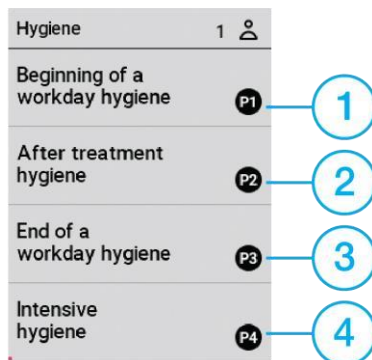 Hygiene 1
Beginning of a
workday hygiene
P1
1
After treatment
hygiene
P2
2
End of a
workday hygiene
P3
3
Intensive
hygiene
P4
4